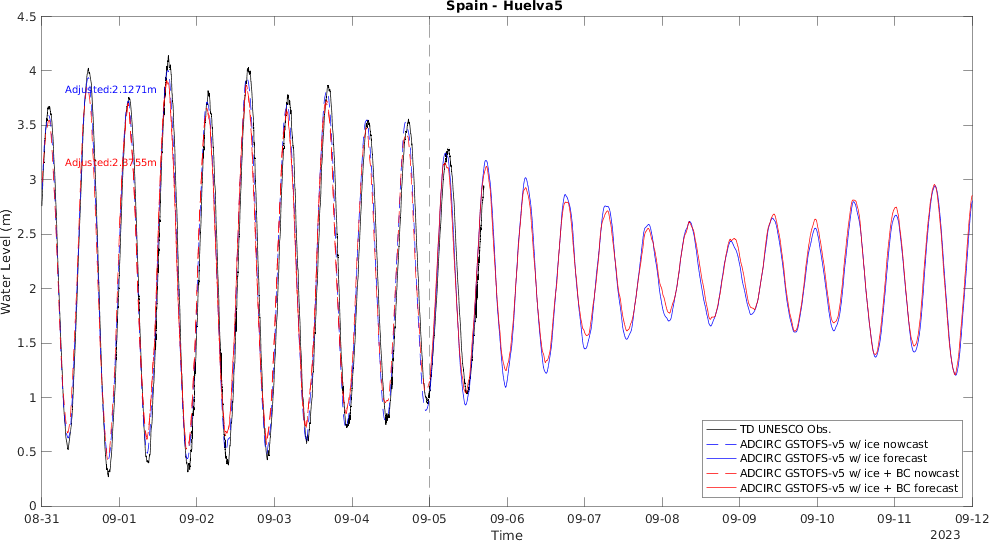 Spain - Huelva5
4.5
4
3.5
3
2.5
2
1.5
1
0.5
0
Water Level (m)
Adjusted:2.1271m
Adjusted:2.8755m
TD UNESCO Obs.
ADCIRC GSTOFS-v5 w/ ice nowcast
ADCIRC GSTOFS-v5 w/ ice forecast
ADCIRC GSTOFS-v5 w/ ice + BC nowcast
ADCIRC GSTOFS-v5 w/ ice + BC forecast
08-31 09-01 09-02 09-03 09-04 09-05 09-06 09-07 09-08 09-09 09-10 09-11 09-12
Time
2023